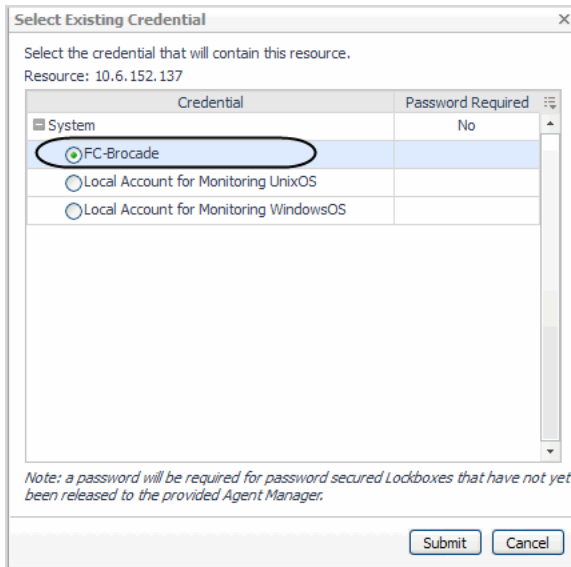 Select Existing Credential
Select the credential that will contain this resource.
Resource: 10.6.152.137
Credential Password Required
System No
FC-Brocade
Local Account for Monitoring UnixOS
Local Account for Monitoring WindowsOS
Note: a password will be required for password secured Lockboxes that have not yet
been released to the provided Agent Manager.
Submit Cancel